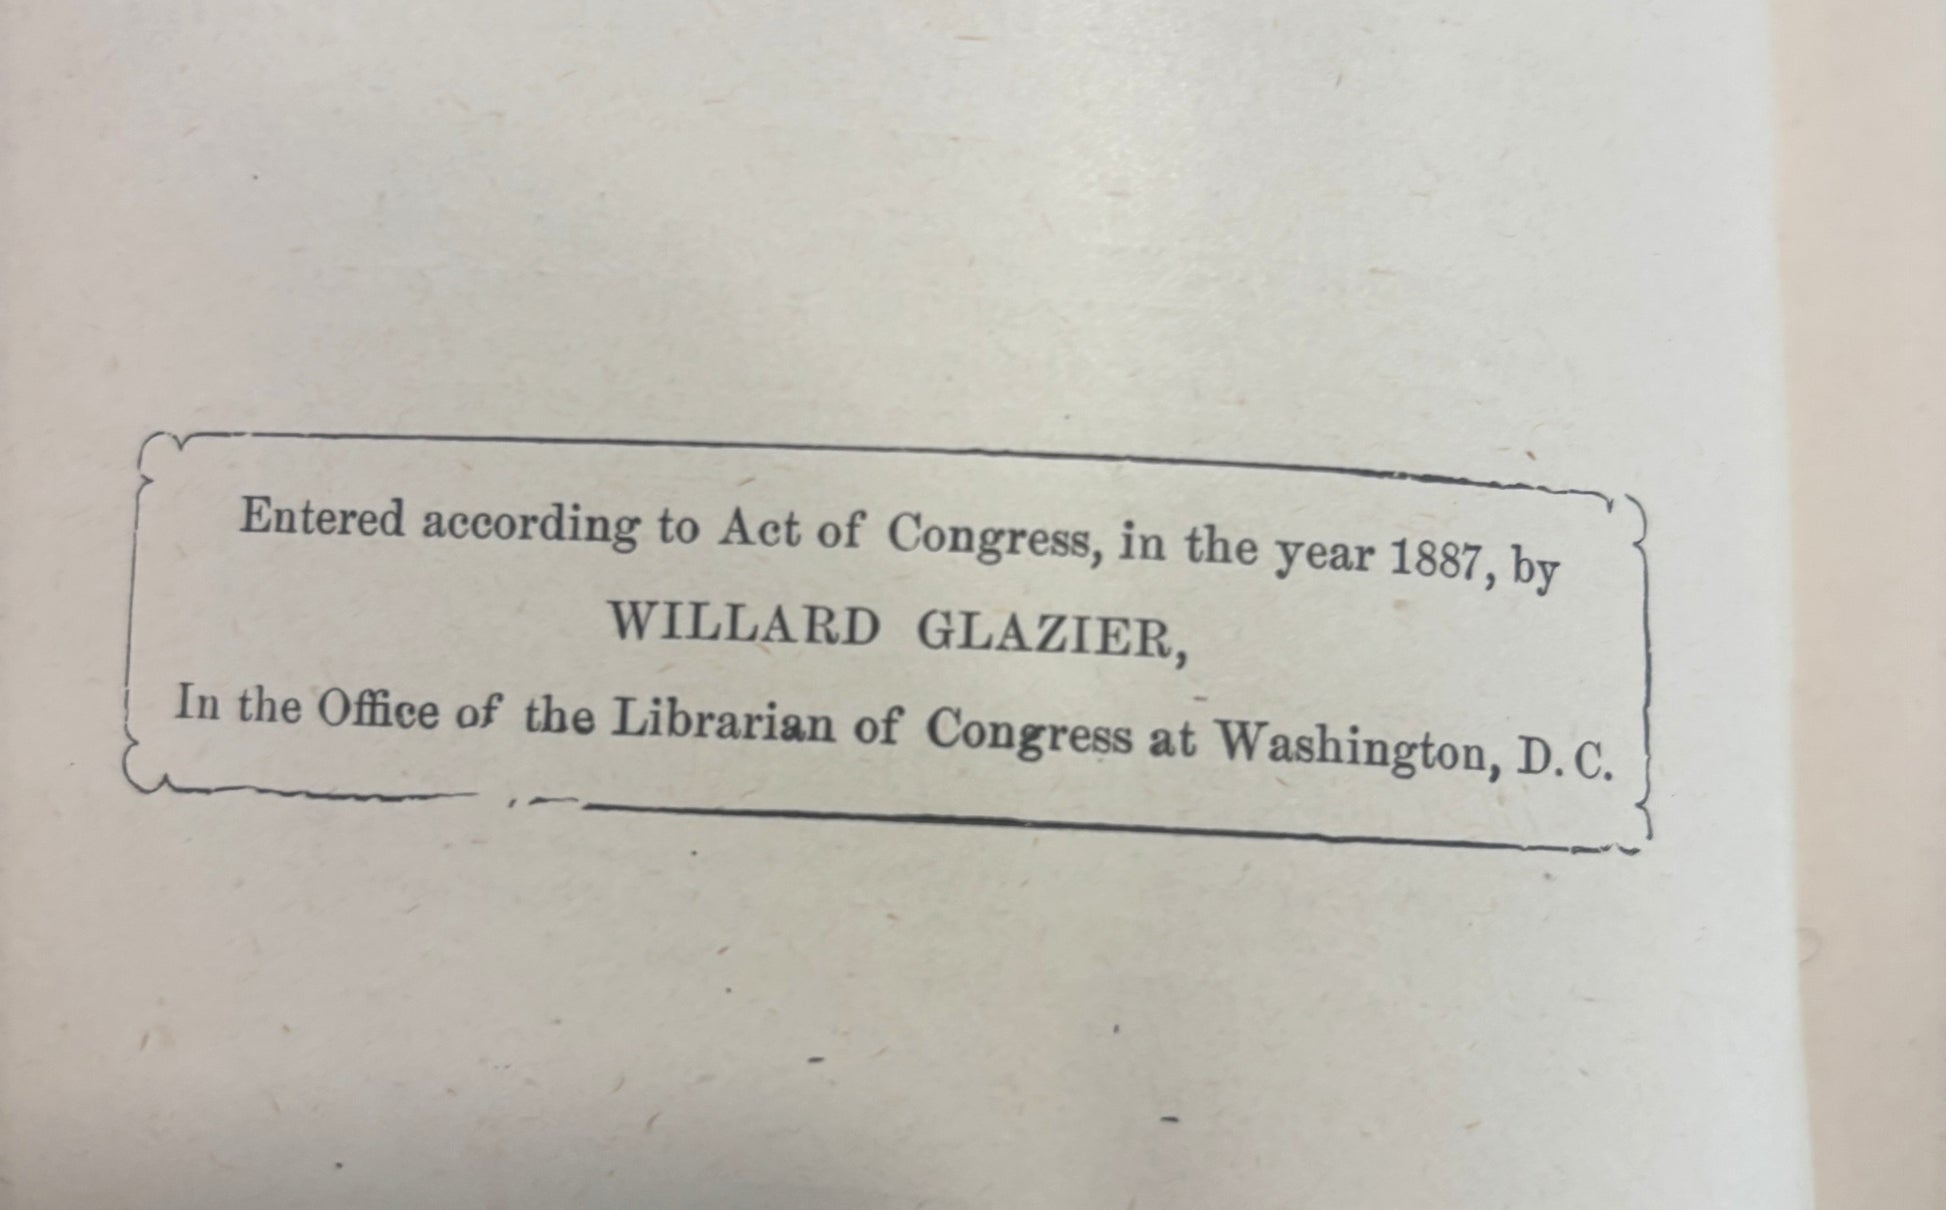 Entered according to Act of Congress, in the year 1887, by
WILLARD GLAZIER,
In the Office of the Librarian of Congress at Washington, D. C.